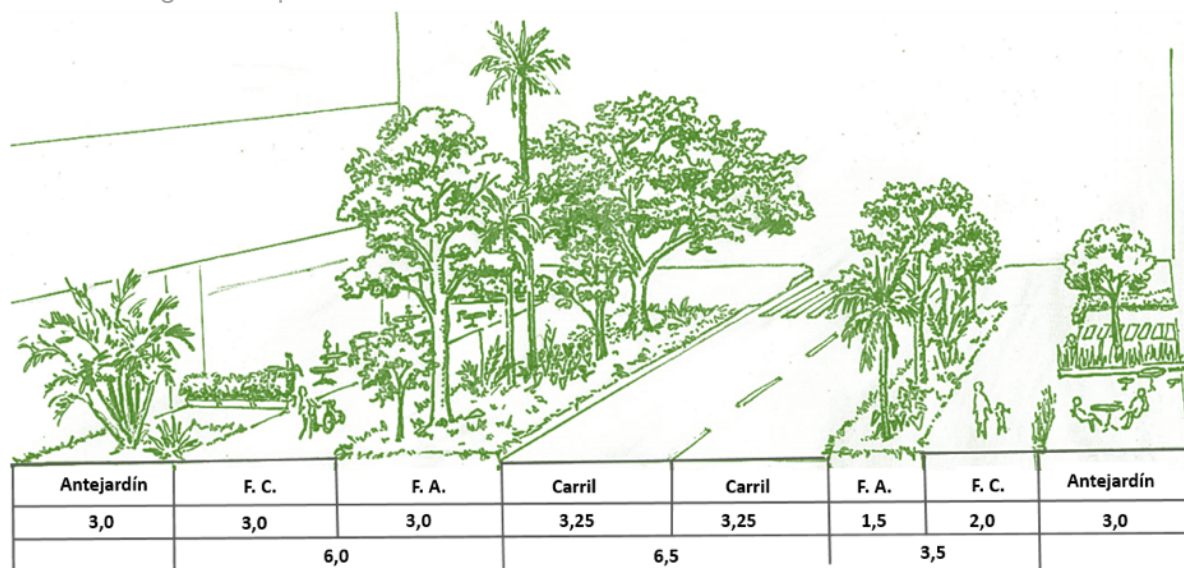 Antejardín F. C. F. A. Carril Carril F. A. F. C. Antejardín
3,0 3,0 3,0 3,25 3,25 1,5 2,0 3,0
6,0 6,5 3,5